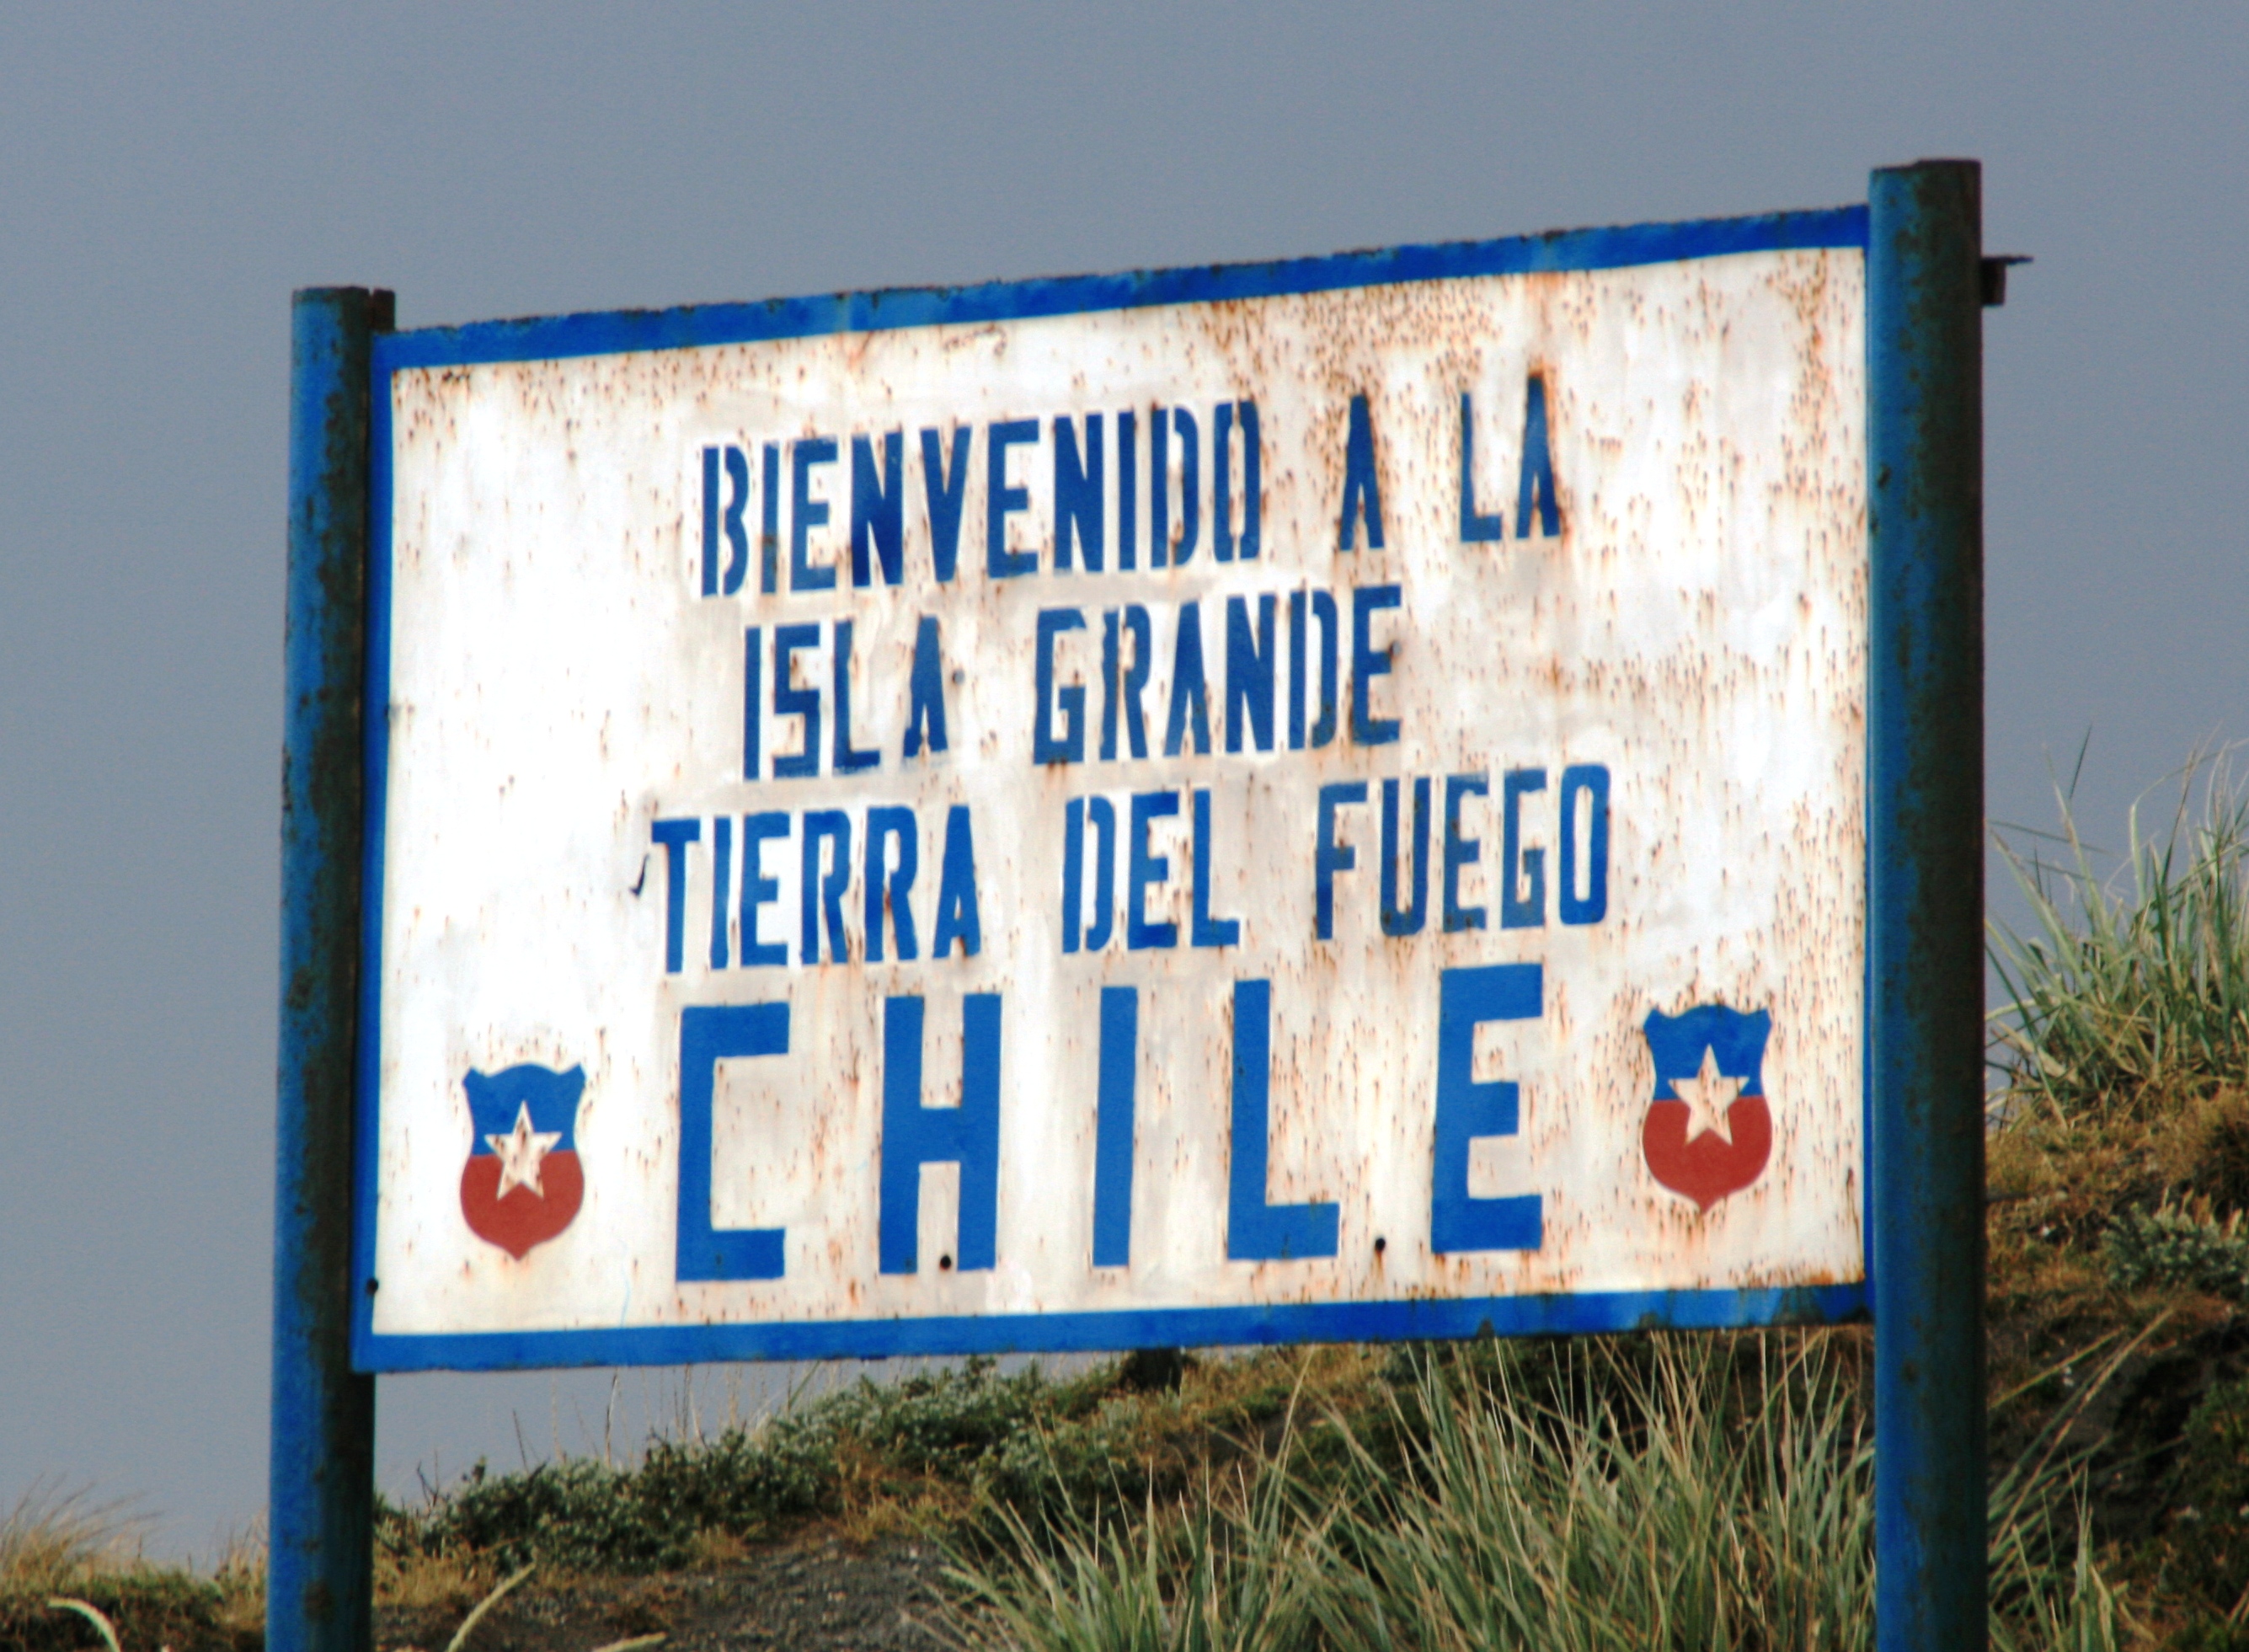 BIENVENIDO A LA
ISLA GRANDE
TIERRA DEL FUEGO
CHILE